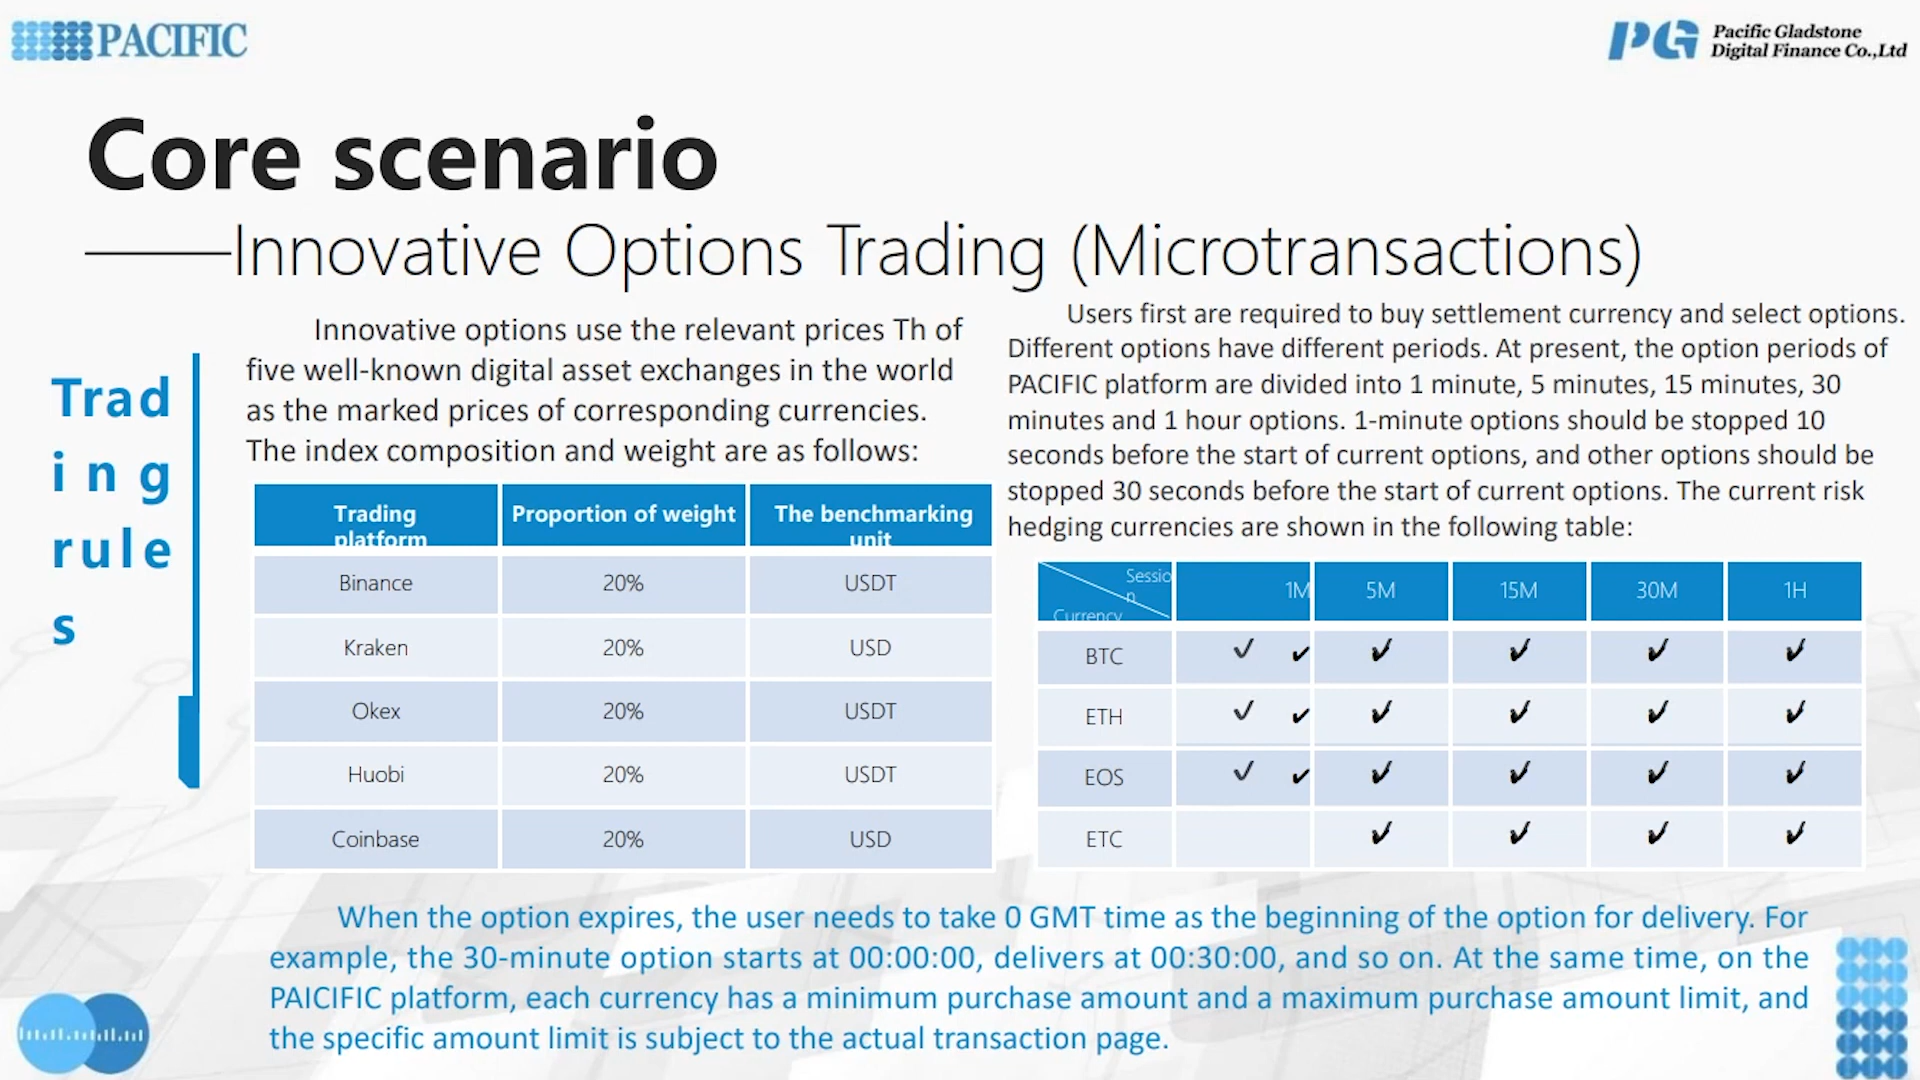 PACIFIC
PG Pacific Gladstone
Digital Finance Co.,Ltd
Core scenario
Innovative Options Trading (Microtransactions)
Trad
ing
rule
s
Innovative options use the relevant prices Th of
five well-known digital asset exchanges in the world
as the marked prices of corresponding currencies.
The index composition and weight are as follows:
Trading platform Proportion of weight The benchmarking unit
Binance 20% USDT
Kraken 20% USD
Okex 20% USDT
Huobi 20% USDT
Coinbase 20% USD
Users first are required to buy settlement currency and select options.
Different options have different periods. At present, the option periods of
PACIFIC platform are divided into 1 minute, 5 minutes, 15 minutes, 30
minutes and 1 hour options. 1-minute options should be stopped 10
seconds before the start of current options, and other options should be
stopped 30 seconds before the start of current options. The current risk
hedging currencies are shown in the following table:
Session Currency 1M 5M 15M 30M 1H
BTC ✓ ✓ ✓ ✓ ✓ ✓
ETH ✓ ✓ ✓ ✓ ✓ ✓
EOS ✓ ✓ ✓ ✓ ✓ ✓
ETC ✓ ✓ ✓ ✓
When the option expires, the user needs to take 0 GMT time as the beginning of the option for delivery. For
example, the 30-minute option starts at 00:00:00, delivers at 00:30:00, and so on. At the same time, on the
PAICIFIC platform, each currency has a minimum purchase amount and a maximum purchase amount limit, and
the specific amount limit is subject to the actual transaction page.